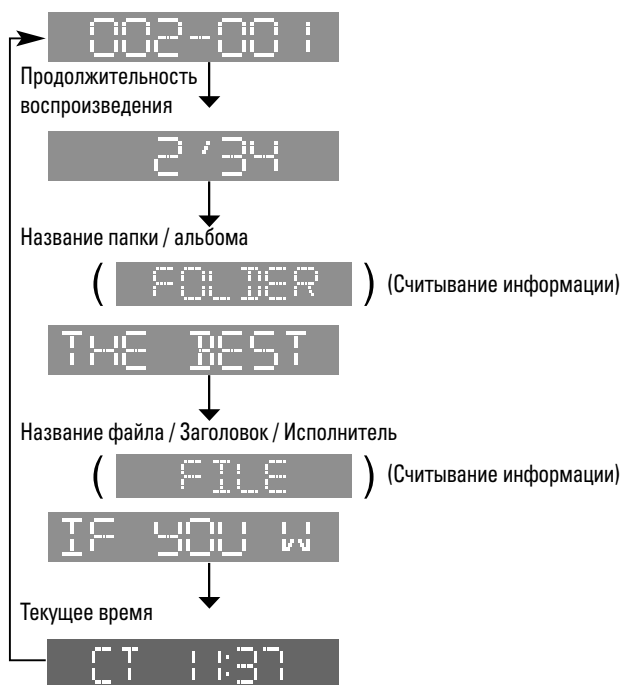 002-001
Продолжительность
воспроизведения
2'34
Название папки / альбома
( FOLDER ) (Считывание информации)
THE BEST
Название файла / Заголовок / Исполнитель
( FILE ) (Считывание информации)
IF YOU W
Текущее время
CT 11:37